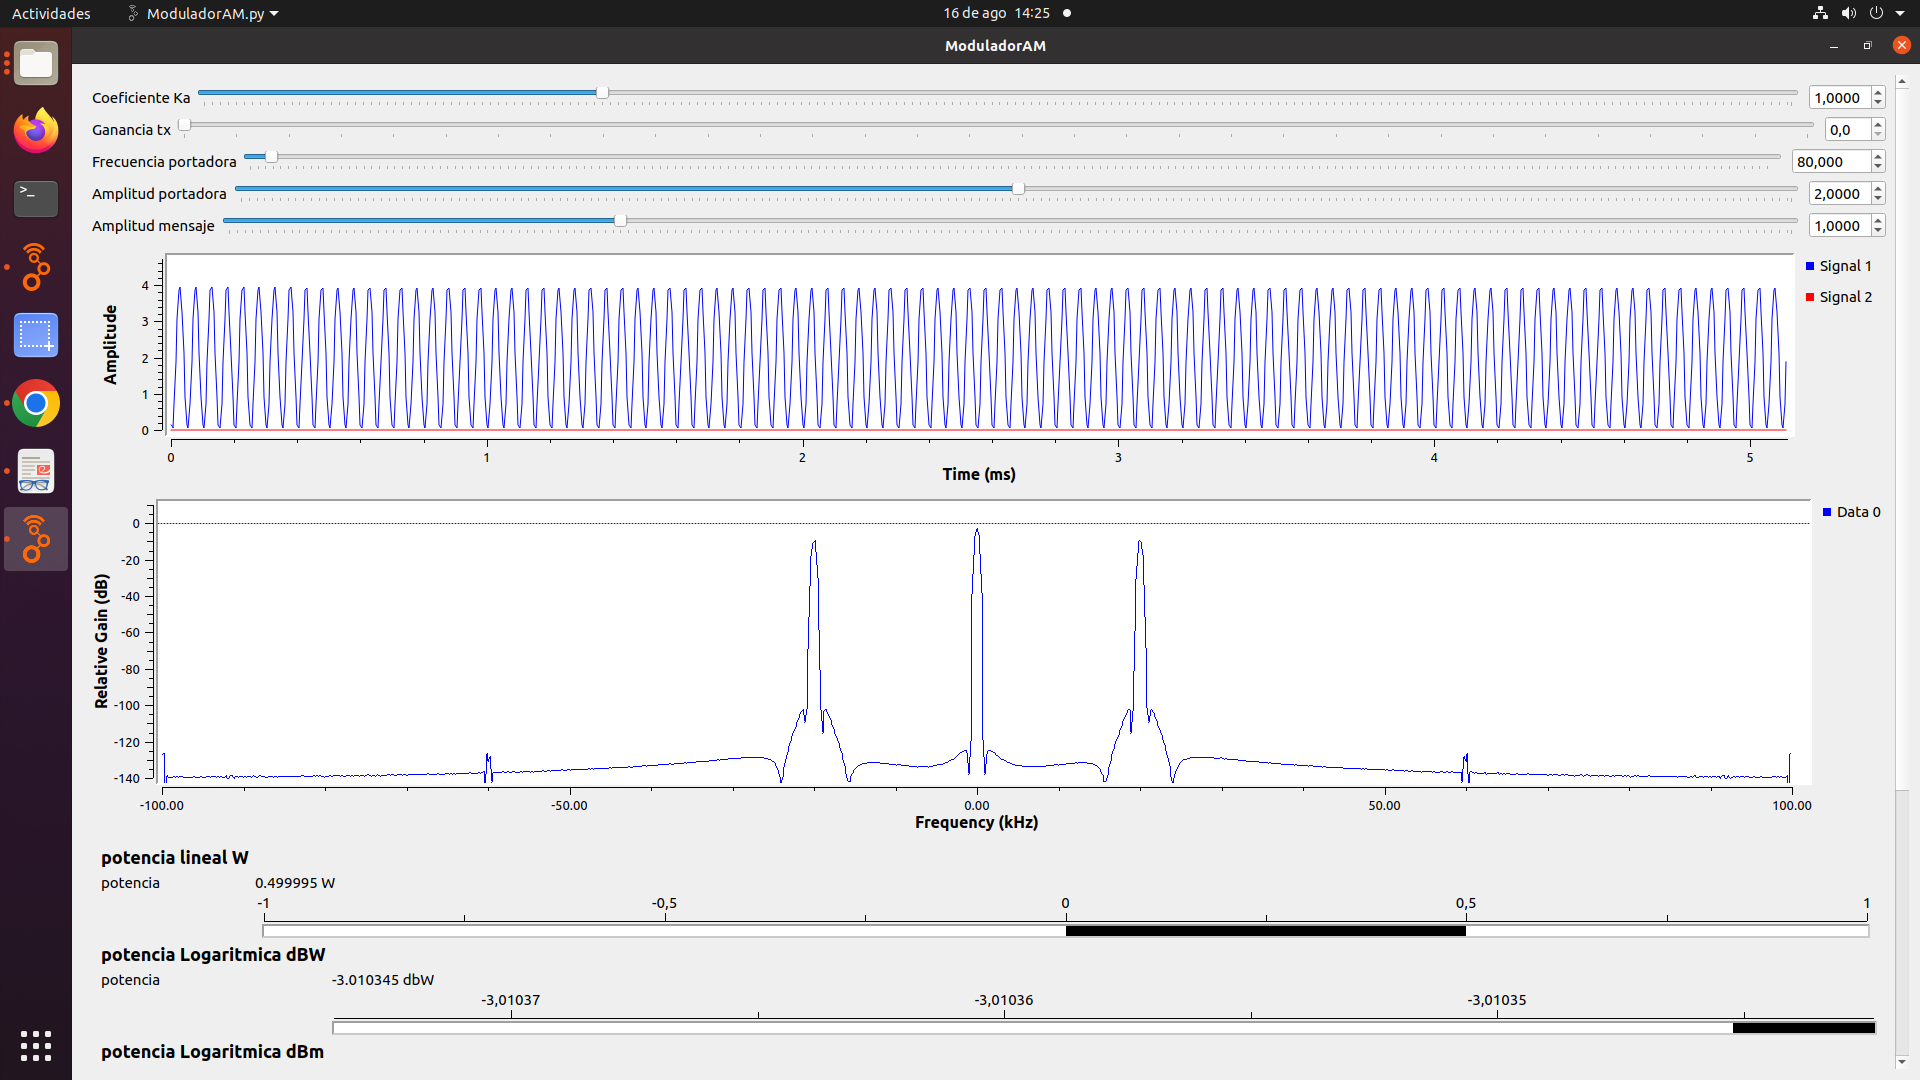 Actividades ModuladorAM.py 16 de ago 14:25
ModuladorAM
Coeficiente Ka 1,0000
Ganancia tx 0,0
Frecuencia portadora 80,000
Amplitud portadora 2,0000
Amplitud mensaje 1,0000
Signal 1
Signal 2
Amplitude
4
3
2
1
0
0 1 2 3 4 5
Time (ms)
Data 0
Relative Gain (dB)
0
-20
-40
-60
-80
-100
-120
-140
-100.00 -50.00 0.00 50.00 100.00
Frequency (kHz)
potencia lineal W
potencia 0.499995 W
-1 -0,5 0 0,5 1
potencia Logaritmica dBW
potencia -3.010345 dbW
-3,01037 -3,01036 -3,01035
potencia Logaritmica dBm